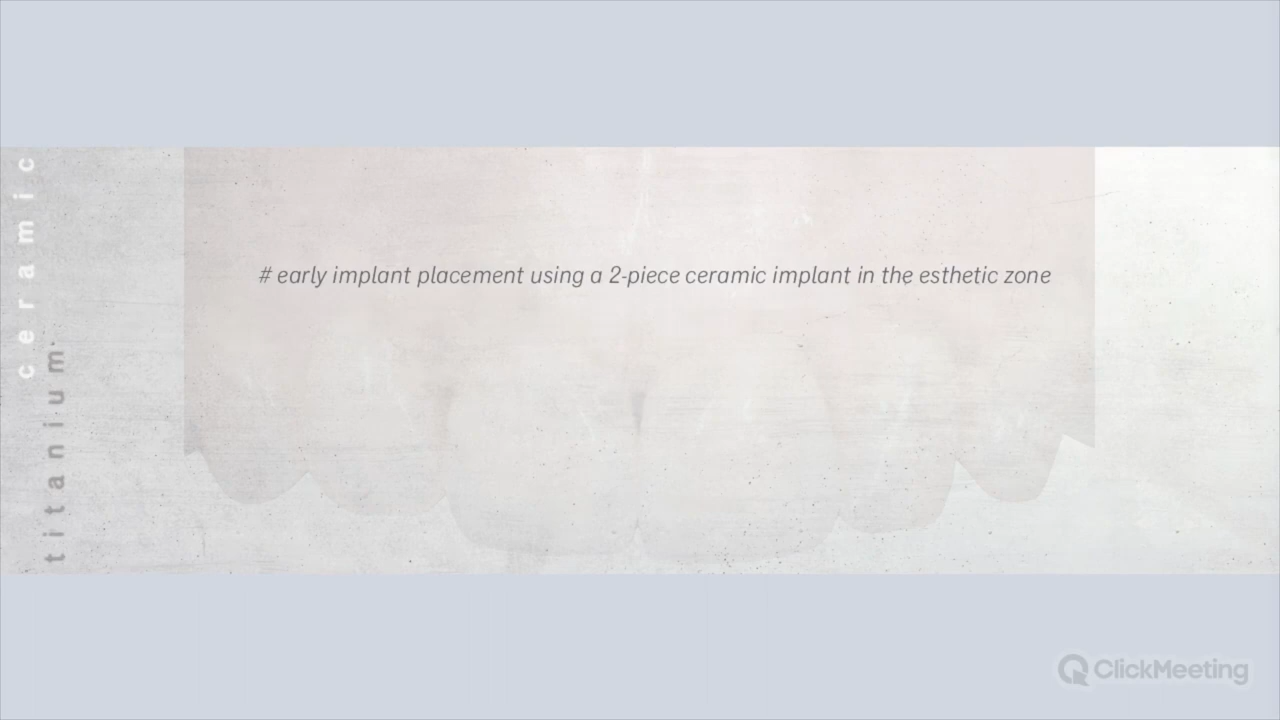 ceramic
titanium
# early implant placement using a 2-piece ceramic implant in the esthetic zone
ClickMeeting